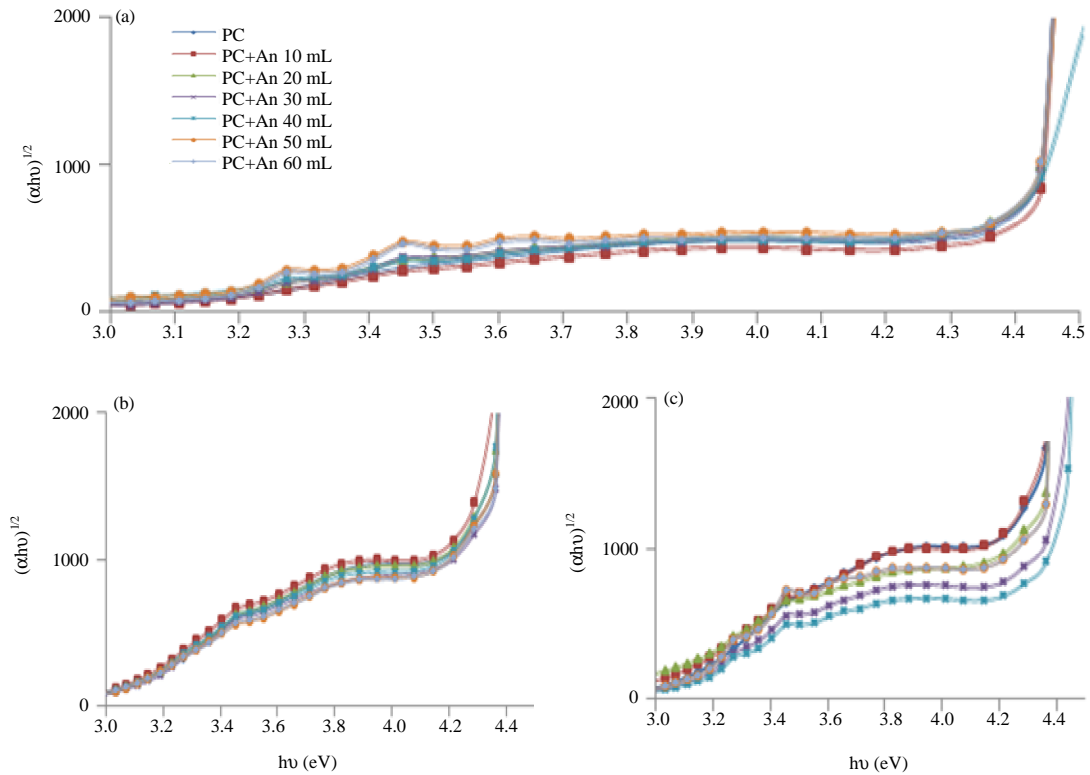 (a)
2000
1000
0
(αhυ)1/2
PC
PC+An 10 mL
PC+An 20 mL
PC+An 30 mL
PC+An 40 mL
PC+An 50 mL
PC+An 60 mL
3.0 3.1 3.2 3.3 3.4 3.5 3.6 3.7 3.8 3.9 4.0 4.1 4.2 4.3 4.4 4.5
(b)
2000
1000
0
(αhυ)1/2
3.0 3.2 3.4 3.6 3.8 4.0 4.2 4.4
hυ (eV)
(c)
2000
1000
0
(αhυ)1/2
3.0 3.2 3.4 3.6 3.8 4.0 4.2 4.4
hυ (eV)